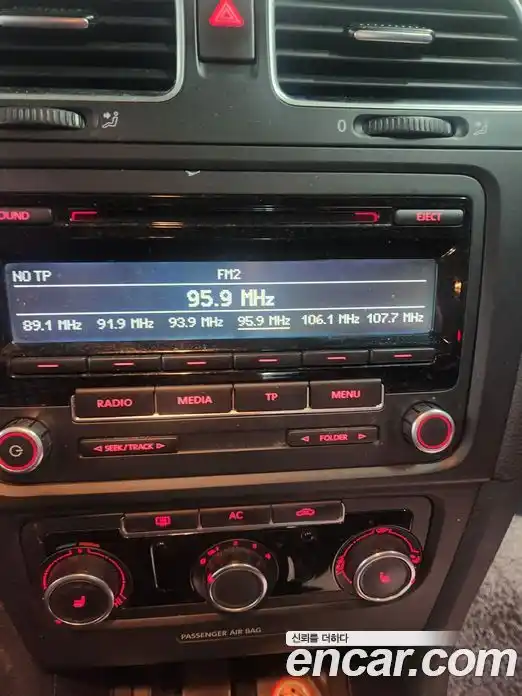 0
SOUND
EJECT
NO TP FM2
95.9 MHz
89.1 MHz 91.9 MHz 93.9 MHz 95.9 MHz 106.1 MHz 107.7 MHz
RADIO MEDIA TP MENU
SEEK/TRACK FOLDER
AC
PASSENGER AIR BAG
신뢰를 더하다
encar.com